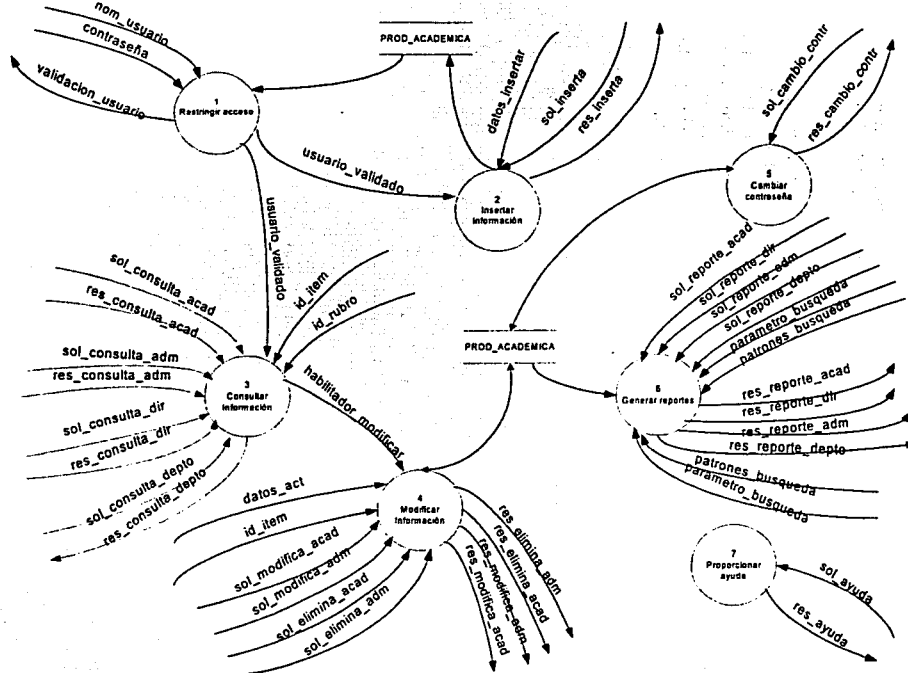 nom_usuario
contraseña
validacion_usuario
1
Restringir acceso
PROD_ACADEMICA
datos_insertar
sol_inserta
res_inserta
sol_cambio_contr
res_cambio_contr
usuario_validado
usuario_validado
2
Insertar
Información
5
Cambiar
contraseña
sol_consulta_acad
res_consulta_acad
sol_consulta_adm
res_consulta_adm
sol_consulta_dir
res_consulta_dir
sol_consulta_depto
res_consulta_depto
id_item
id_rubro
3
Consultar
Información
habilitador_modificar
PROD_ACADEMICA
sol_reporte_acad
sol_reporte_dir
sol_reporte_adm
sol_reporte_depto
parametro_busqueda
patrones_busqueda
6
Generar reportes
res_reporte_acad
res_reporte_dir
res_reporte_adm
res_reporte_depto
patrones_busqueda
parametro_busqueda
datos_act
id_item
sol_modifica_acad
sol_modifica_adm
sol_elimina_acad
sol_elimina_adm
4
Modificar
Información
res_elimina_adm
res_elimina_acad
res_modifica_adm
res_modifica_acad
7
Proporcionar
ayuda
sol_ayuda
res_ayuda